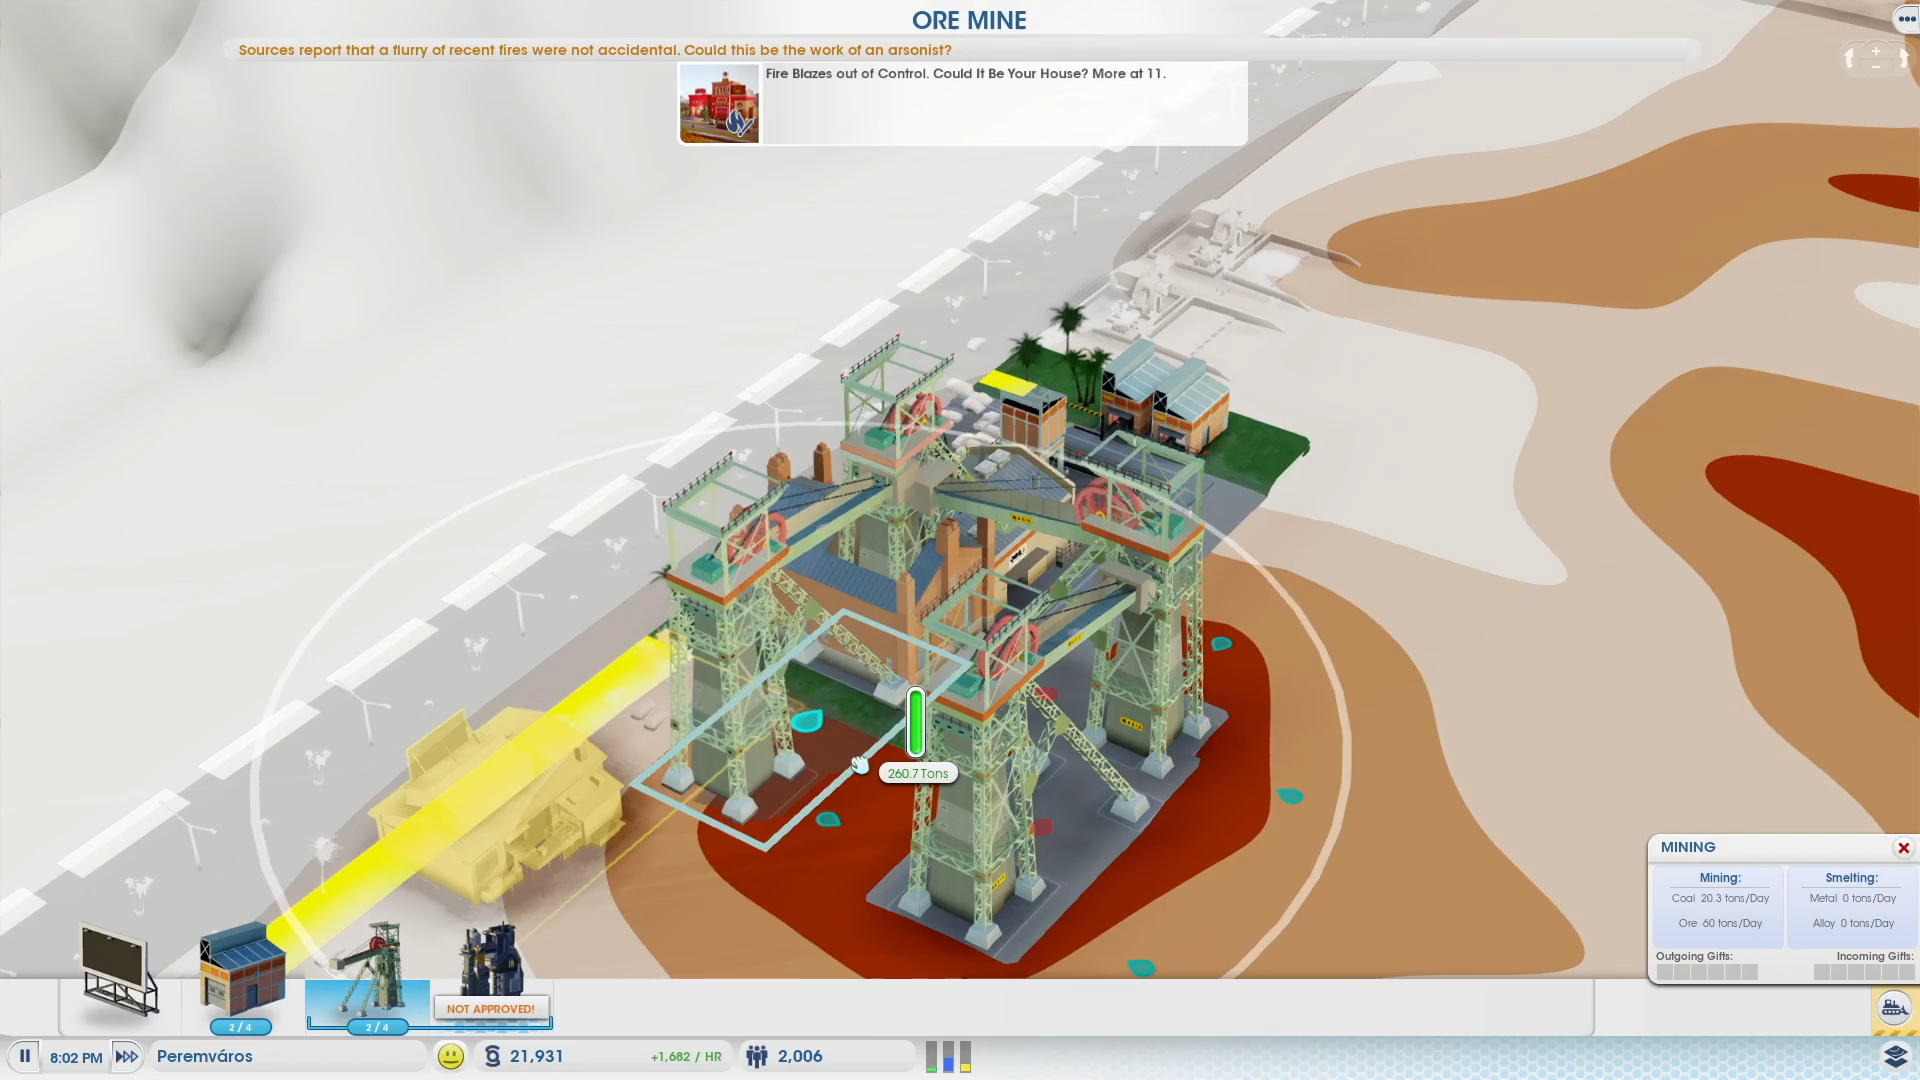 ORE MINE
Sources report that a flurry of recent fires were not accidental. Could this be the work of an arsonist?
Fire Blazes out of Control. Could It Be Your House? More at 11.
260.7 Tons
MINING
Mining:
Smelting:
Coal 20.3 tons/Day
Metal 0 tons/Day
Ore 60 tons/Day
Alloy 0 tons/Day
Outgoing Gifts:
Incoming Gifts:
NOT APPROVED!
2 / 4
2 / 4
8:02 PM
Peremváros
21,931
+1,682 / HR
2,006